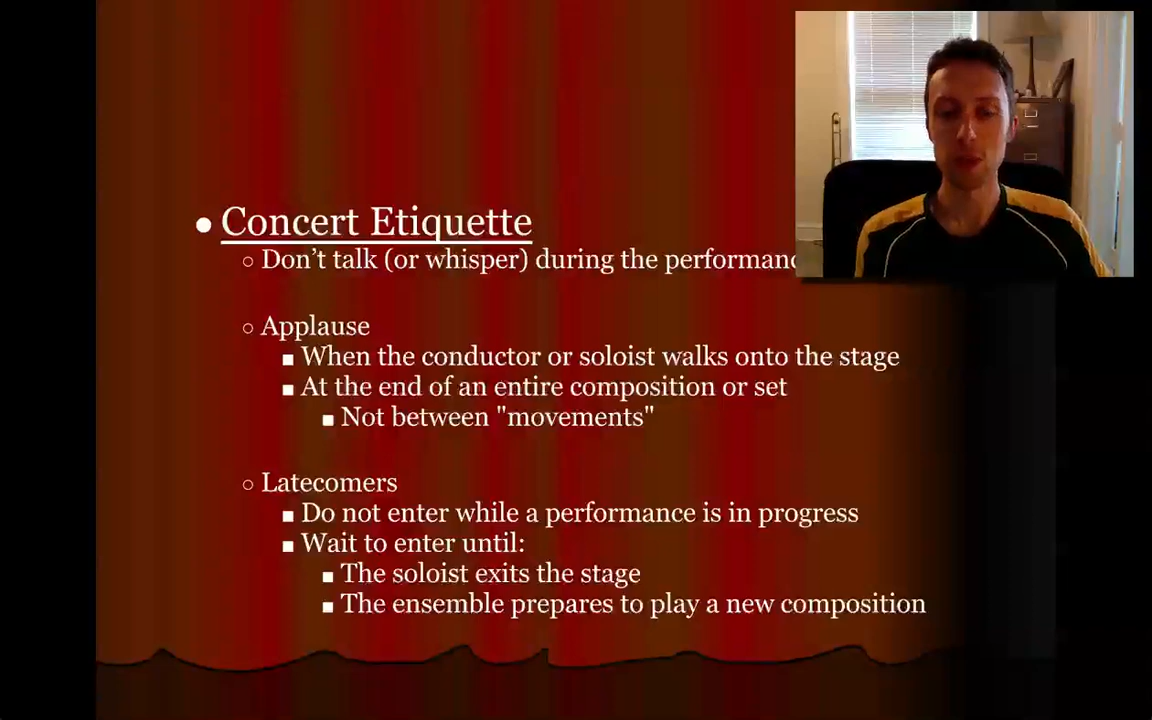 Concert Etiquette
Don't talk (or whisper) during the
Applause
When the conductor or soloist walks onto the stage
At the end of an entire composition or set
Not between "movements"
Latecomers
Do not enter while a performance is in progress
Wait to enter until:
The soloist exits the stage
The ensemble prepares to play a new composition